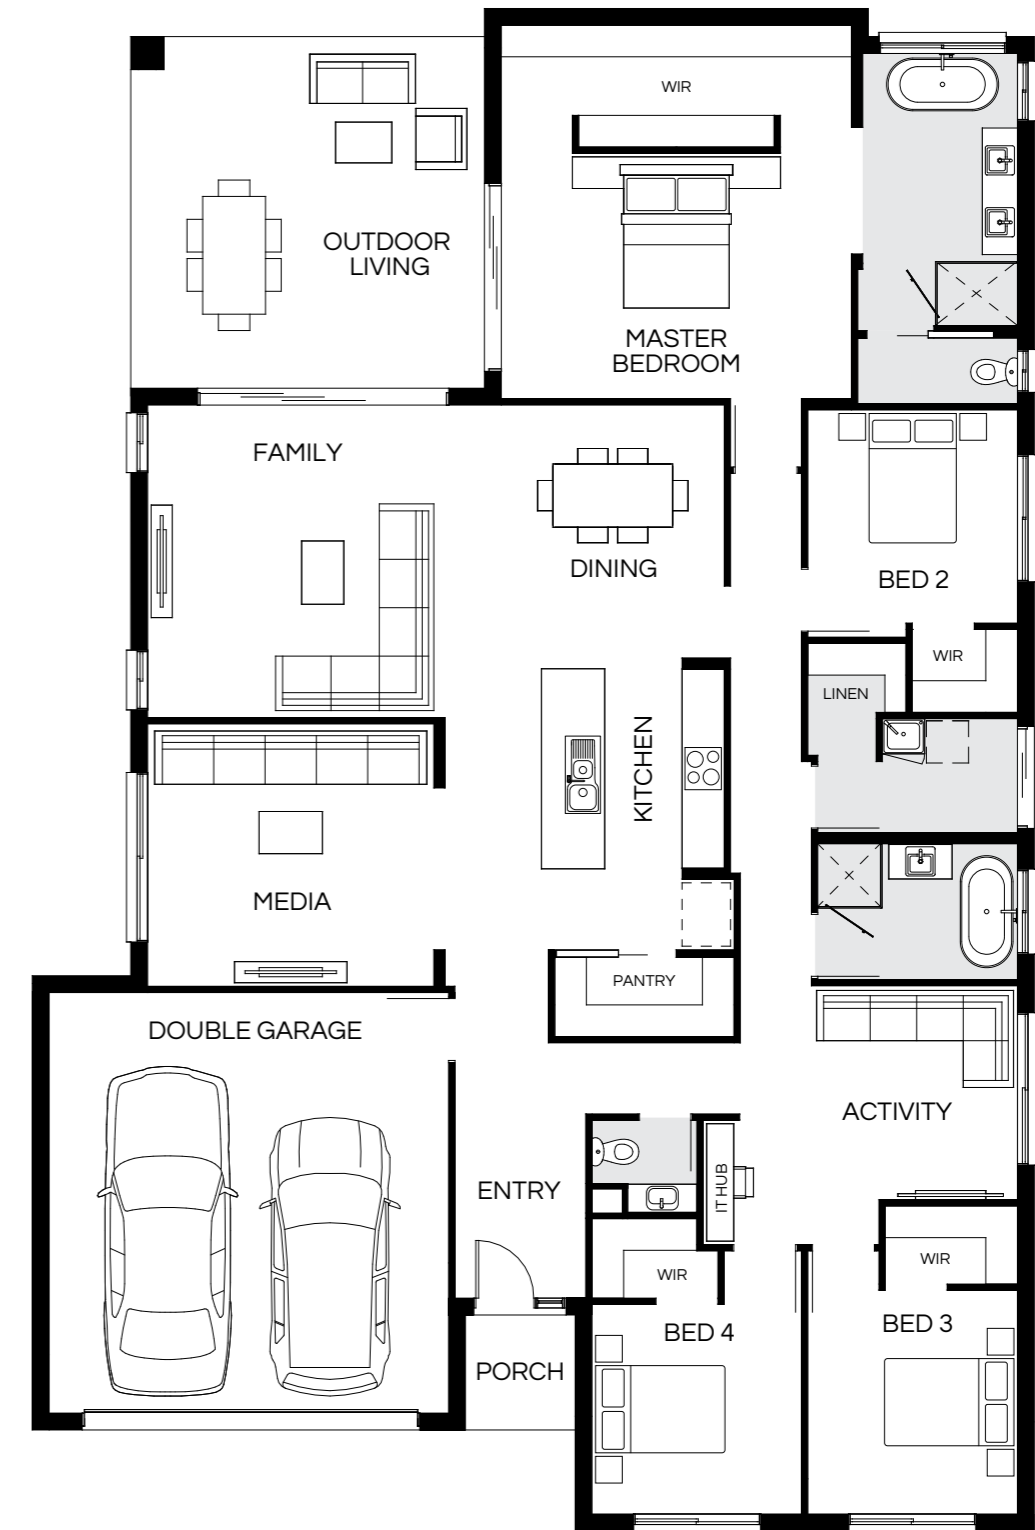 WIR
OUTDOOR
LIVING
MASTER
BEDROOM
FAMILY
DINING
BED 2
WIR
LINEN
KITCHEN
MEDIA
PANTRY
DOUBLE GARAGE
ACTIVITY
ENTRY
IT HUB
WIR
WIR
BED 4
BED 3
PORCH